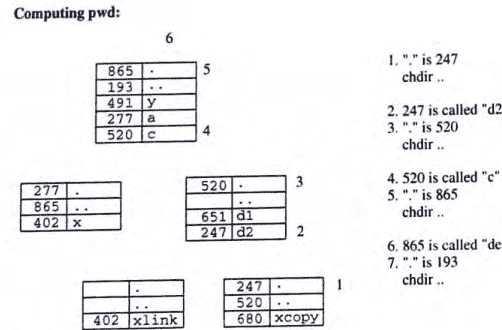 Computing pwd:
6
865 .
5
193 ..
491 y
277 a
520 c
4
1. "." is 247
chdir ..
2. 247 is called "d2
3. "." is 520
chdir ..
4. 520 is called "c"
5. "." is 865
chdir ..
6. 865 is called "de
7. "." is 193
chdir ..
277 .
865 ..
402 x
520 .
3
..
651 d1
247 d2
2
.
..
402 xlink
247 .
1
520 ..
680 xcopy